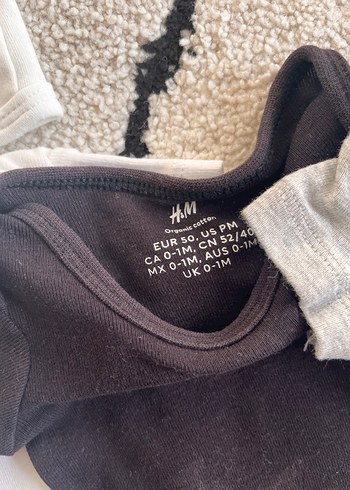 H&M
Organic cotton
EUR 50, US PM
CA 0-1M, CN 52/40
MX 0-1M, AUS 0-1M
UK 0-1M